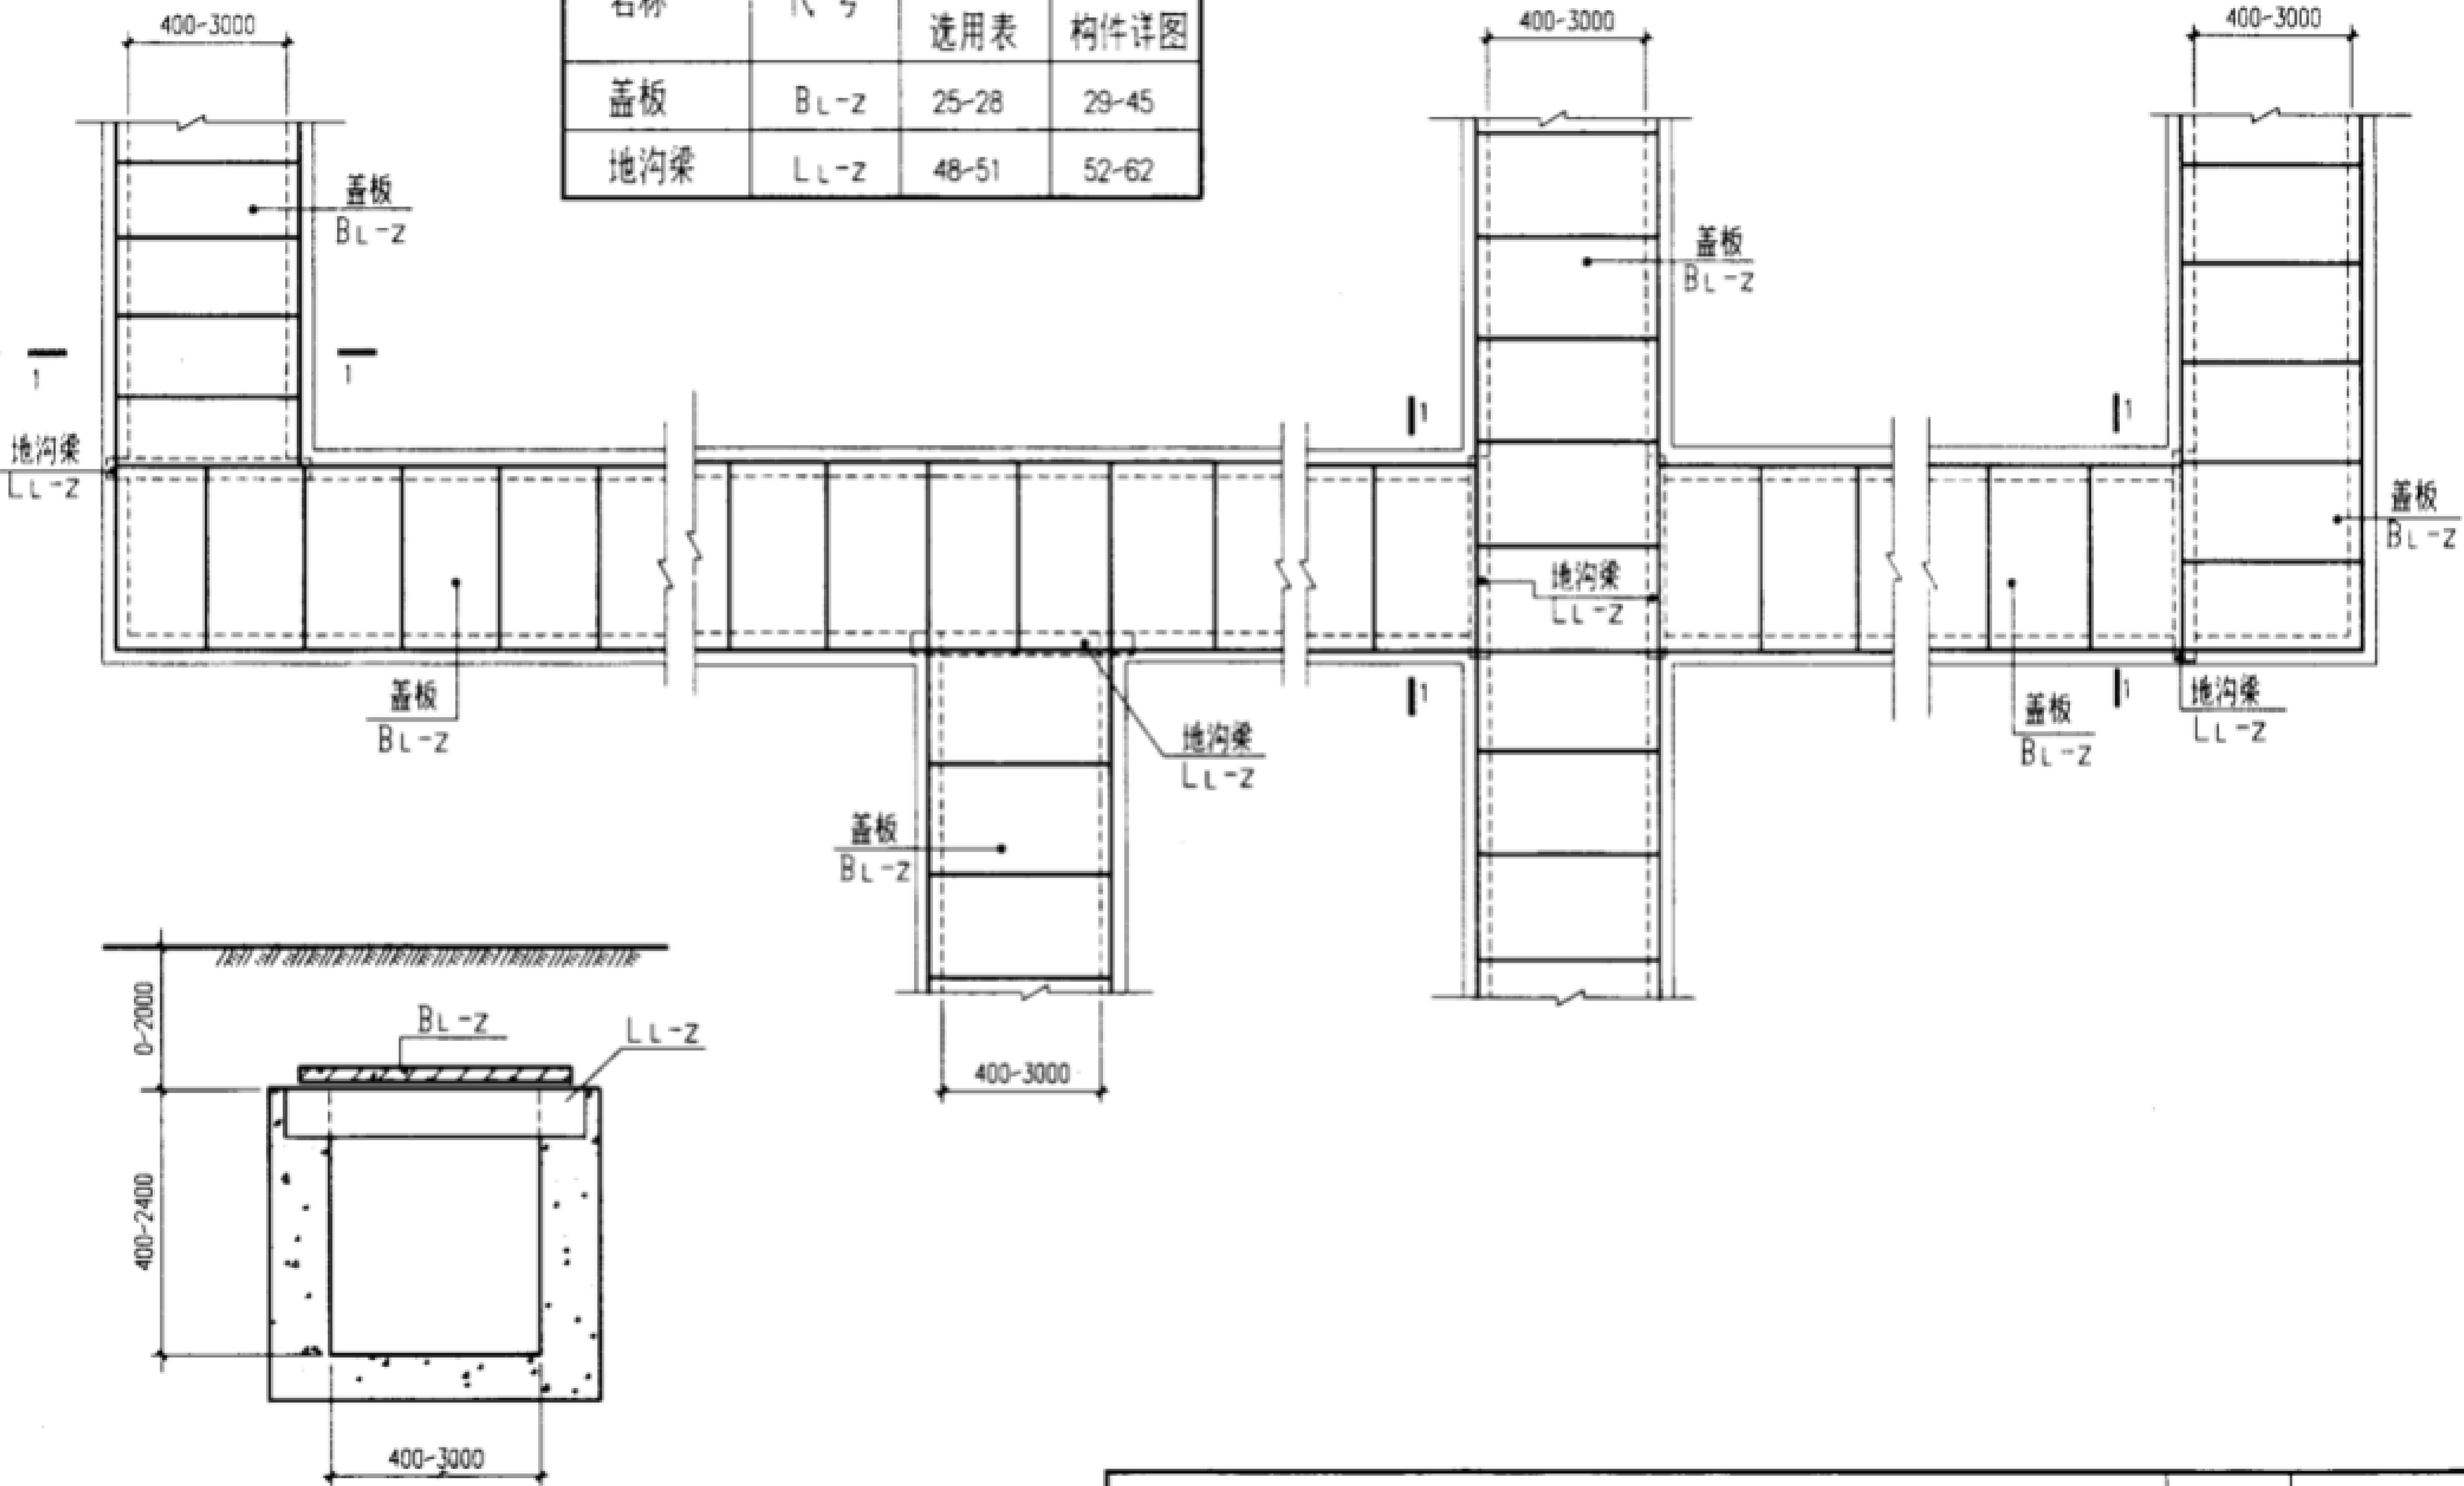 400-3000
名称 代号
选用表 构件详图
盖板 BL-Z 25-28 29-45
地沟梁 LL-Z 48-51 52-62
400-3000
400-3000
盖板
BL-Z
盖板
BL-Z
1 1
地沟梁
LL-Z
1
1
盖板
BL-Z
地沟梁
LL-Z
盖板
BL-Z
1
1
地沟梁
LL-Z
盖板
BL-Z
地沟梁
LL-Z
盖板
BL-Z
0-2000
BL-Z
LL-Z
400-3000
400-2400
400-3000